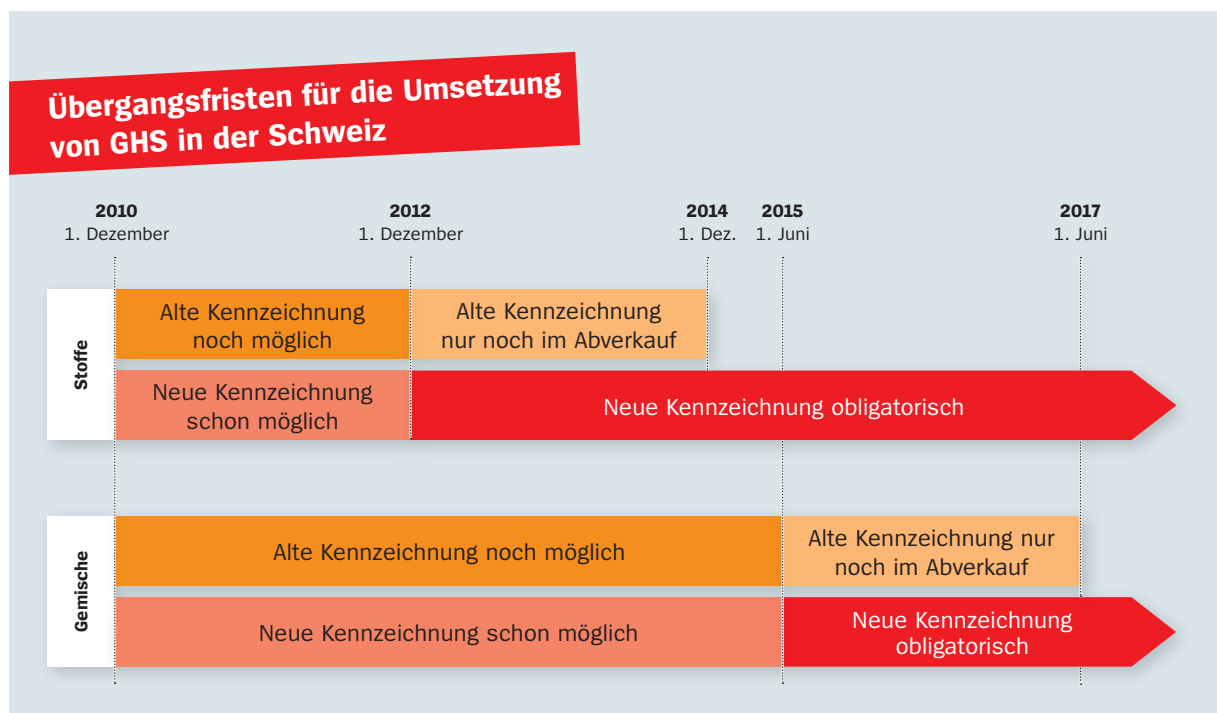 Übergangsfristen für die Umsetzung
von GHS in der Schweiz
2010
1. Dezember
2012
1. Dezember
2014
1. Dez.
2015
1. Juni
2017
1. Juni
Stoffe
Alte Kennzeichnung
noch möglich
Alte Kennzeichnung
nur noch im Abverkauf
Neue Kennzeichnung
schon möglich
Neue Kennzeichnung obligatorisch
Gemische
Alte Kennzeichnung noch möglich
Alte Kennzeichnung nur
noch im Abverkauf
Neue Kennzeichnung schon möglich
Neue Kennzeichnung
obligatorisch